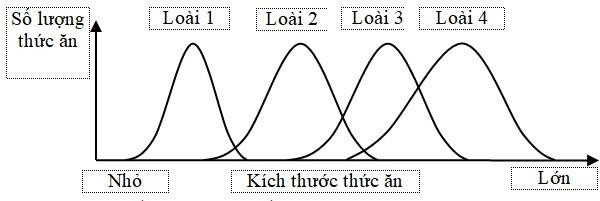 Số lượng
thức ăn
Loài 1
Loài 2
Loài 3
Loài 4
Nhỏ
Kích thước thức ăn
Lớn